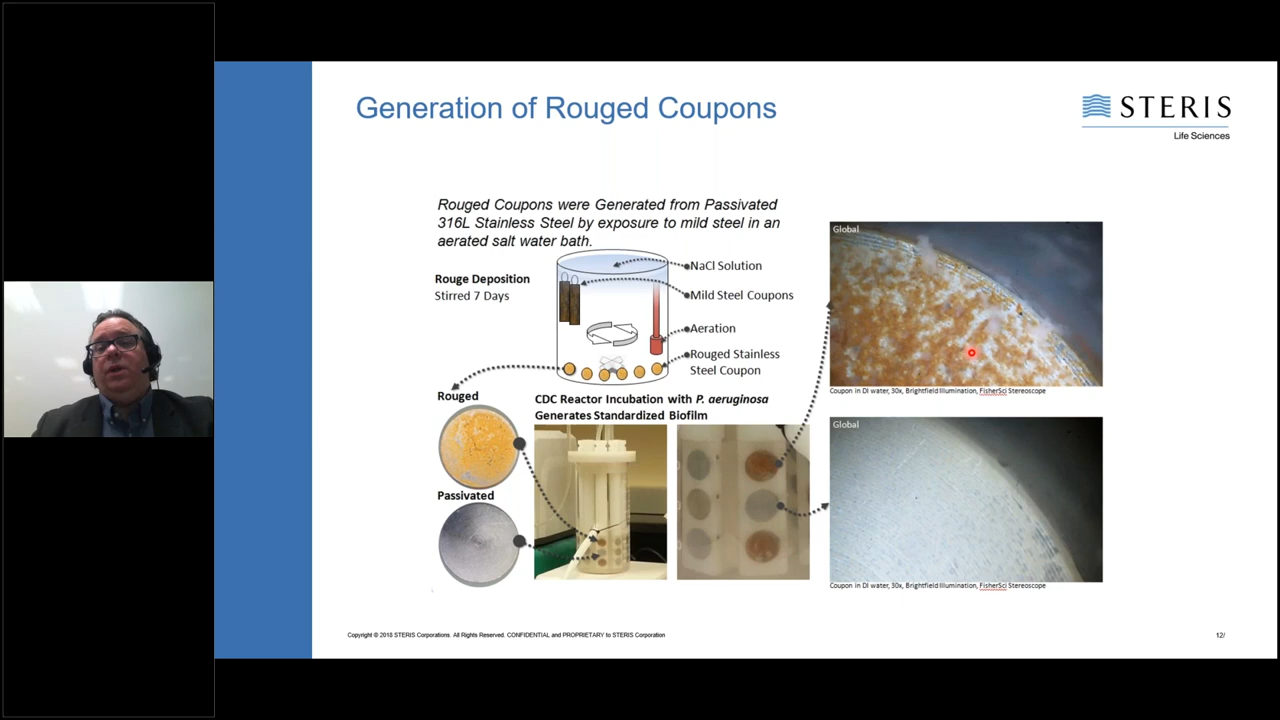 Generation of Rouged Coupons
STERIS
Life Sciences
Rouged Coupons were Generated from Passivated
316L Stainless Steel by exposure to mild steel in an
aerated salt water bath.
Rouge Deposition
Stirred 7 Days
NaCl Solution
Mild Steel Coupons
Aeration
Rouged Stainless
Steel Coupon
Rouged
Passivated
CDC Reactor Incubation with P. aeruginosa
Generates Standardized Biofilm
Global
Coupon in DI water, 30x, Brightfield Illumination, FisherSci Stereoscope
Global
Coupon in DI water, 30x, Brightfield Illumination, FisherSci Stereoscope
Copyright © 2018 STERIS Corporations. All Rights Reserved. CONFIDENTIAL and PROPRIETARY to STERIS Corporation
12/